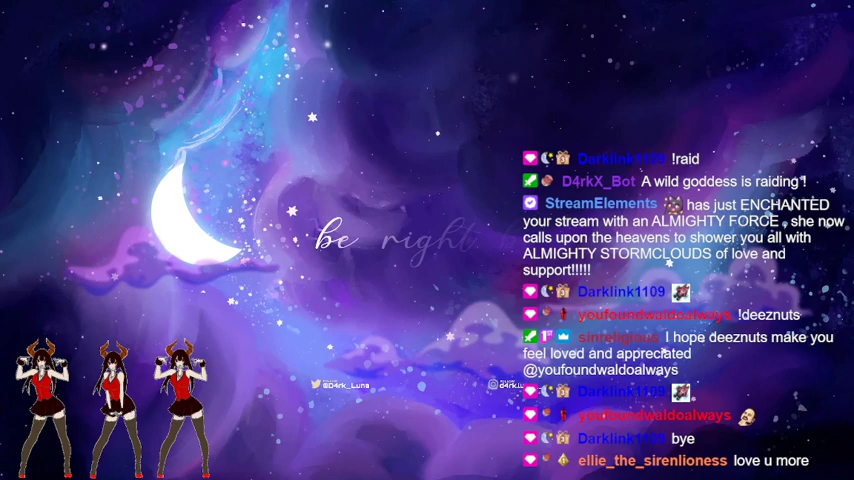 Darklink1109 !raid
D4rkX_Bot A wild goddess is raiding !
StreamElements has just ENCHANTED
your stream with an ALMIGHTY FORCE , she now
calls upon the heavens to shower you all with
ALMIGHTY STORMCLOUDS of love and
support!!!!!
be right
Darklink1109
youfoundwaldoalways !deeznuts
sinreligious I hope deeznuts make you
feel loved and appreciated
@youfoundwaldoalways
@D4rk_Luna
Darklink1109
youfoundwaldoalways
Darklink1109 bye
ellie_the_sirenlioness love u more